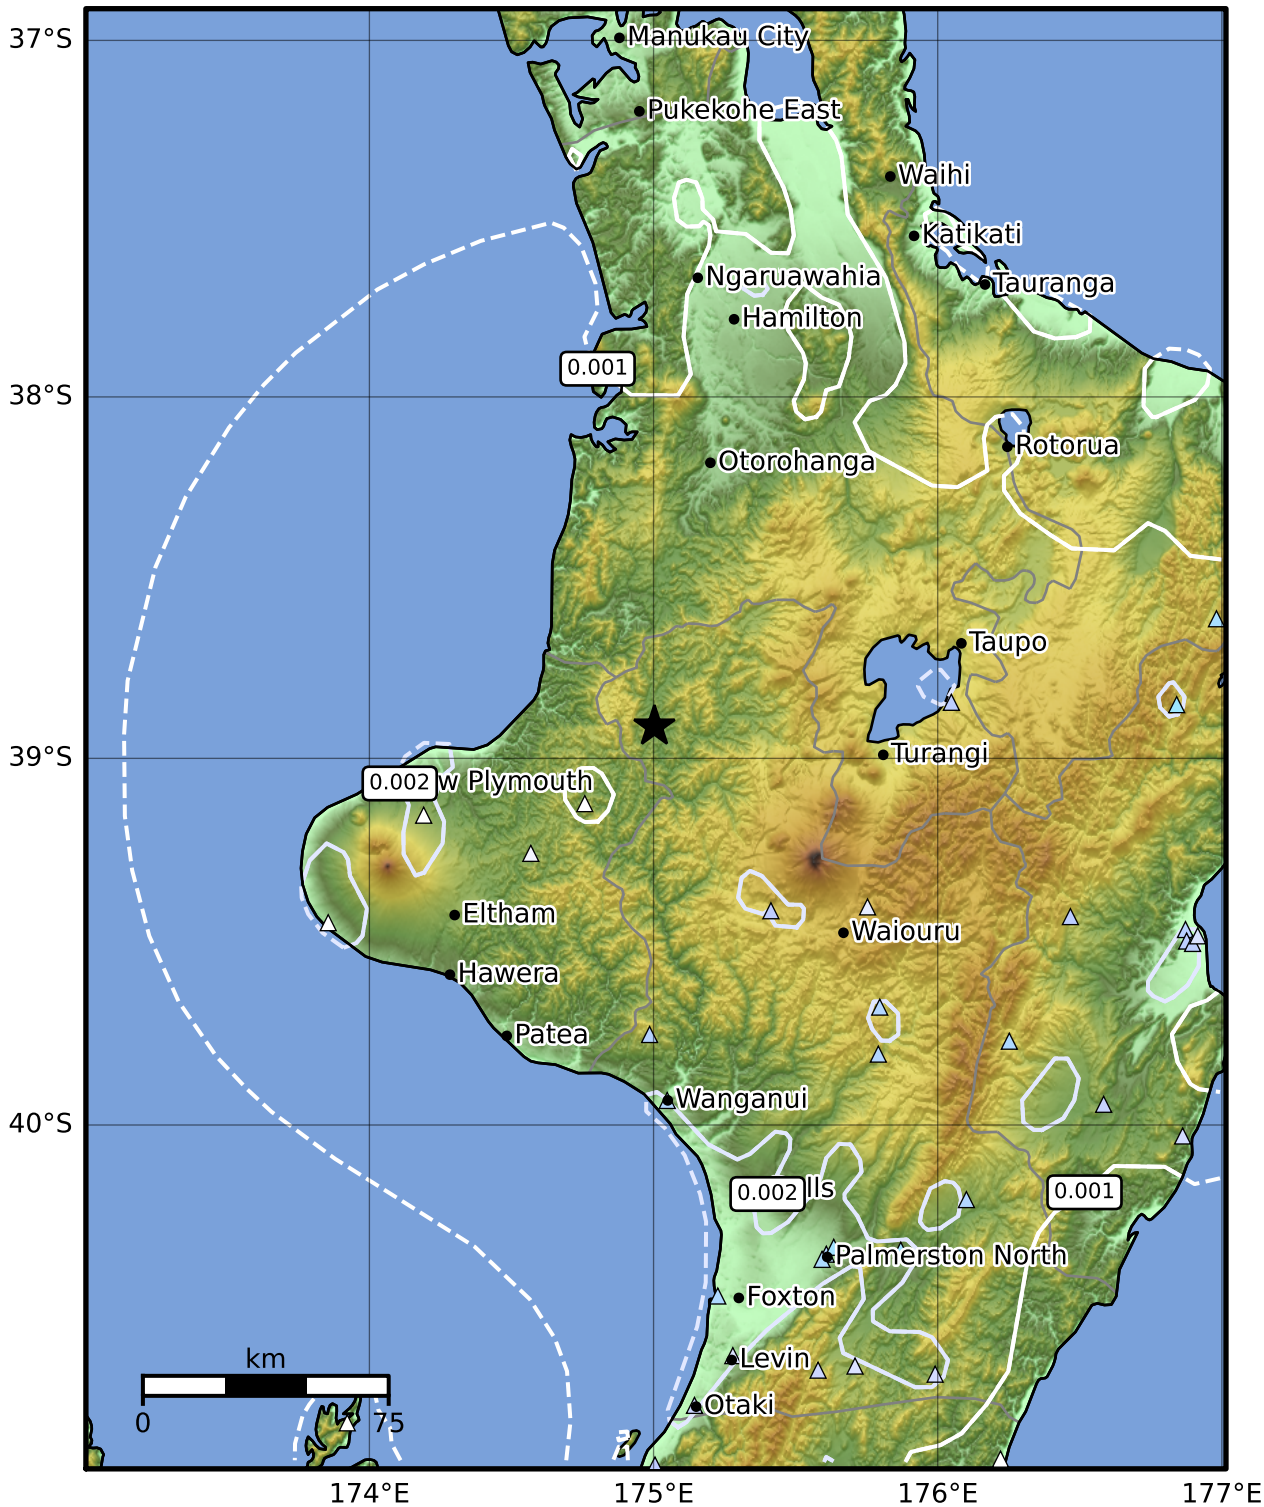 37°S
Manukau City
Pukekohe East
Waihi
Katikati
Ngaruawahia
Tauranga
Hamilton
0.001
38°S
Rotorua
Otorohanga
Taupo
39°S
Turangi
0.002
w Plymouth
Eltham
Waiouru
Hawera
Patea
Wanganui
40°S
0.002
lls
0.001
Palmerston North
Foxton
km
Levin
Otaki
0
75
174°E
175°E
176°E
177°E